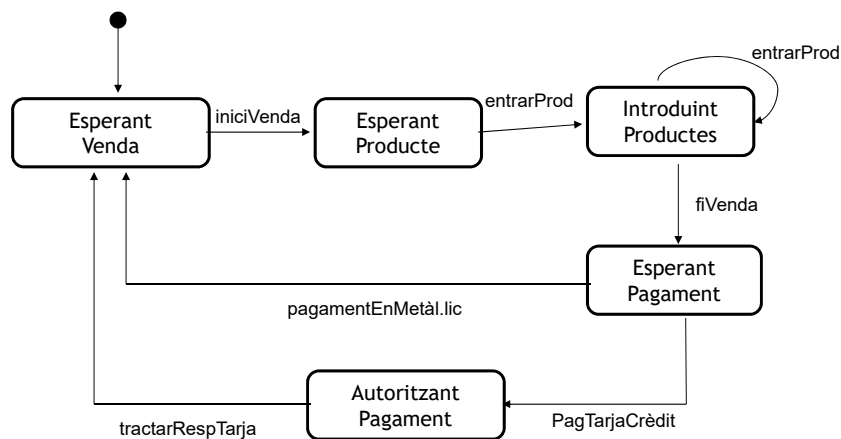 entrarProd
Esperant
Venda
iniciVenda
Esperant
Producte
entrarProd
Introduint
Productes
fiVenda
Esperant
Pagament
pagamentEnMetàl.lic
Autoritzant
Pagament
PagTarjaCrèdit
tractarRespTarja